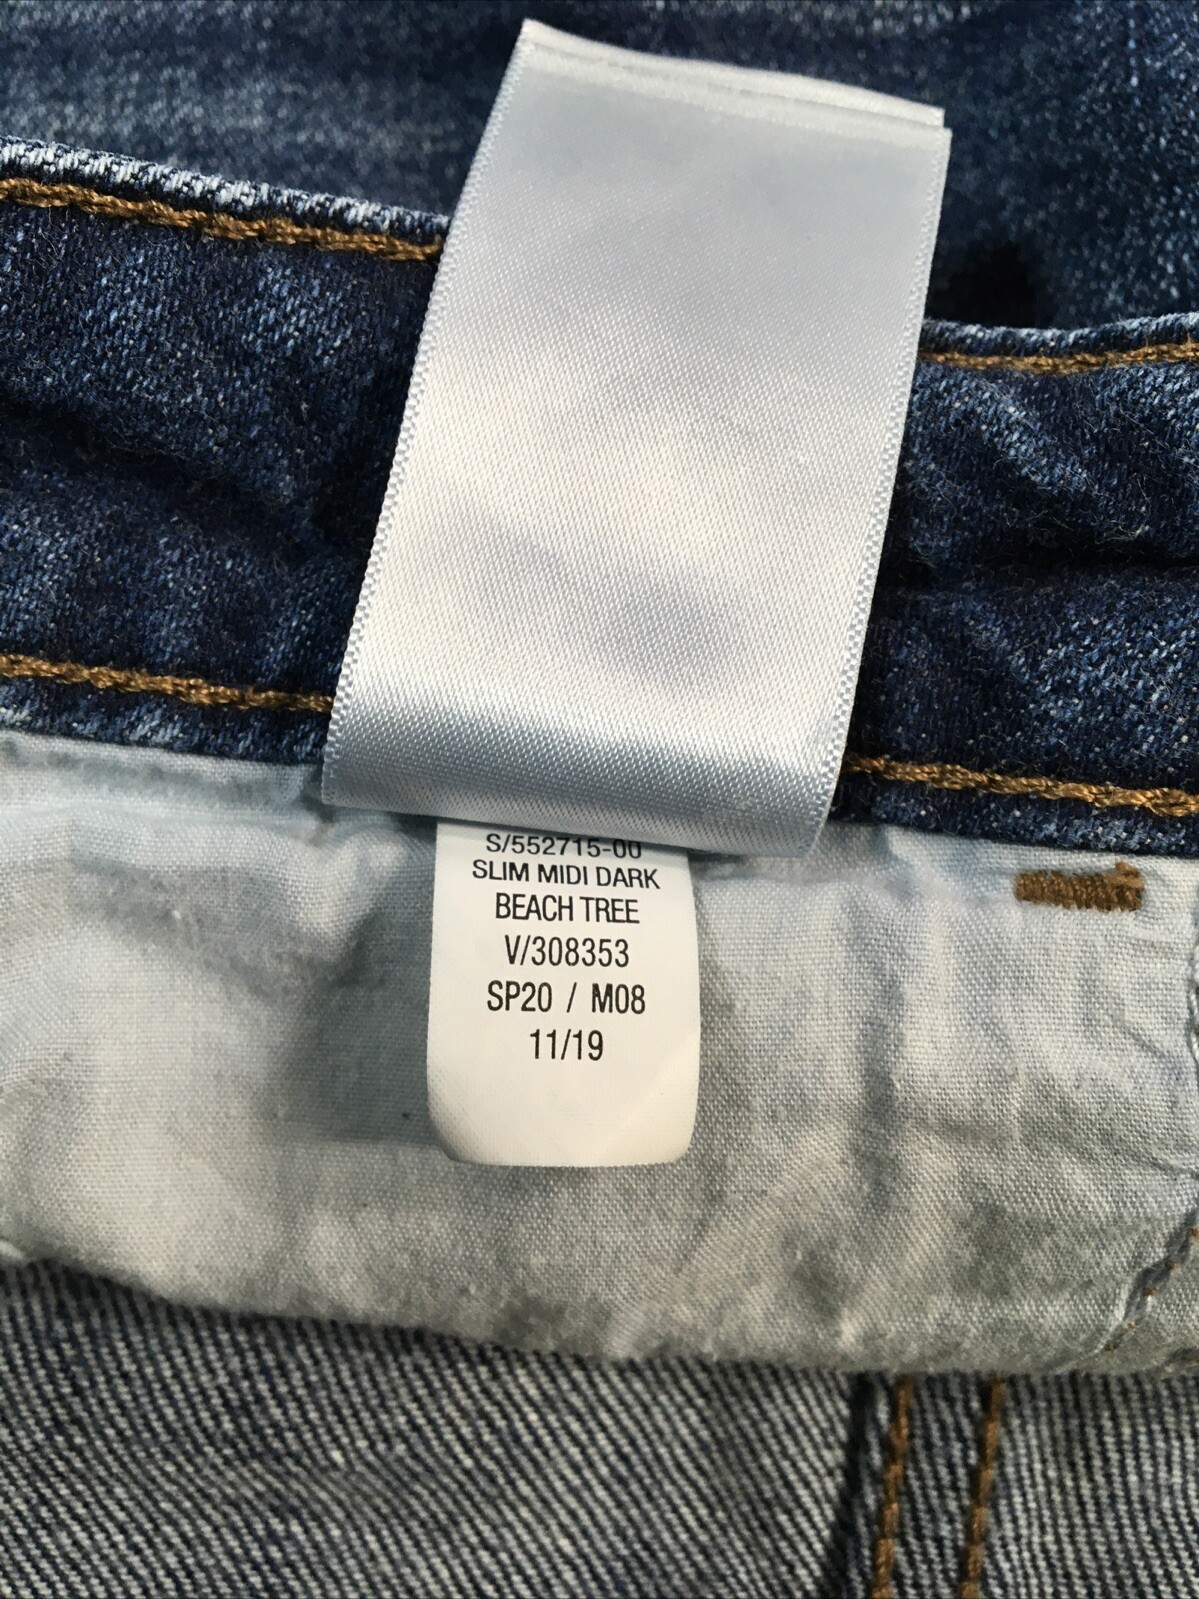 S/552715-00
SLIM MIDI DARK
BEACH TREE
V/308353
SP20 / M08
11/19